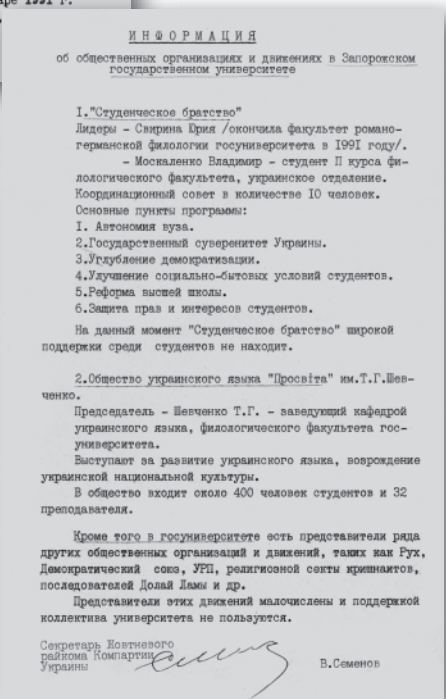 1991 г.
ИНФОРМАЦИЯ
об общественных организациях и движениях в Запорожском
государственном университете
I."Студенческое братство"
Лидеры - Свирина Юрия /окончила факультет романо-
германской филологии госуниверситета в I99I году/.
- Москаленко Владимир - студент П курса фи-
лологического факультета, украинское отделение.
Координационный совет в количестве IO человек.
Основные пункты программы:
I. Автономия вуза.
2.Государственный суверенитет Украины.
3.Углубление демократизации.
4.Улучшение социально-бытовых условий студентов.
5.Реформа высшей школы.
6.Защита прав и интересов студентов.
На данный момент "Студенческое братство" широкой
поддержки среди студентов не находит.
2.Общество украинского языка "Просвіта" им.Т.Г.Шев-
ченко.
Председатель - Шевченко Т.Г. - заведующий кафедрой
украинского языка, филологического факультета гос-
университета.
Выступают за развитие украинского языка, возрождение
украинской национальной культуры.
В общество входит около 400 человек студентов и 32
преподавателя.
Кроме того в госуниверситете есть представители ряда
других общественных организаций и движений, таких как Рух,
Демократический союз, УРП, религиозной секты кришнаитов,
последователей Долай Ламы и др.
Представители этих движений малочислены и поддержкой
коллектива университета не пользуются.
Секретарь Жовтневого
райкома Компартии
Украины
В.Семенов